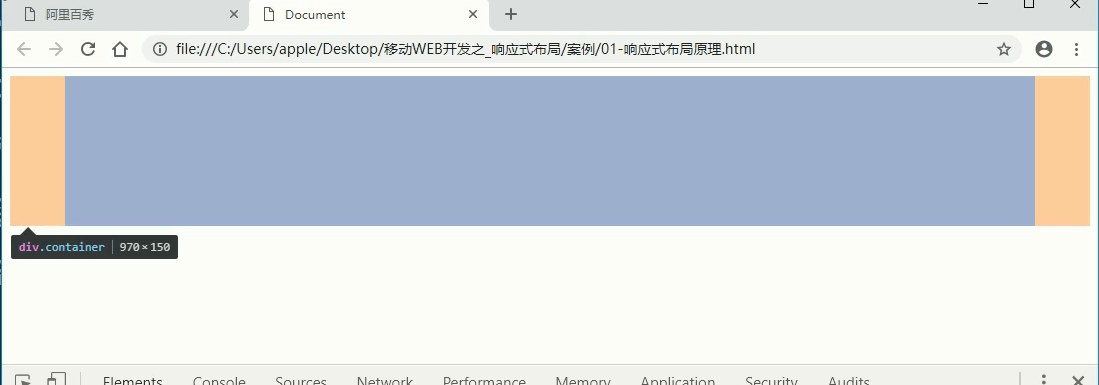 阿里百秀
Document
file:///C:/Users/apple/Desktop/移动WEB开发之_响应式布局/案例/01-响应式布局原理.html
div.container 970×150
Elements Console Sources Network Performance Memory Application Security Audits